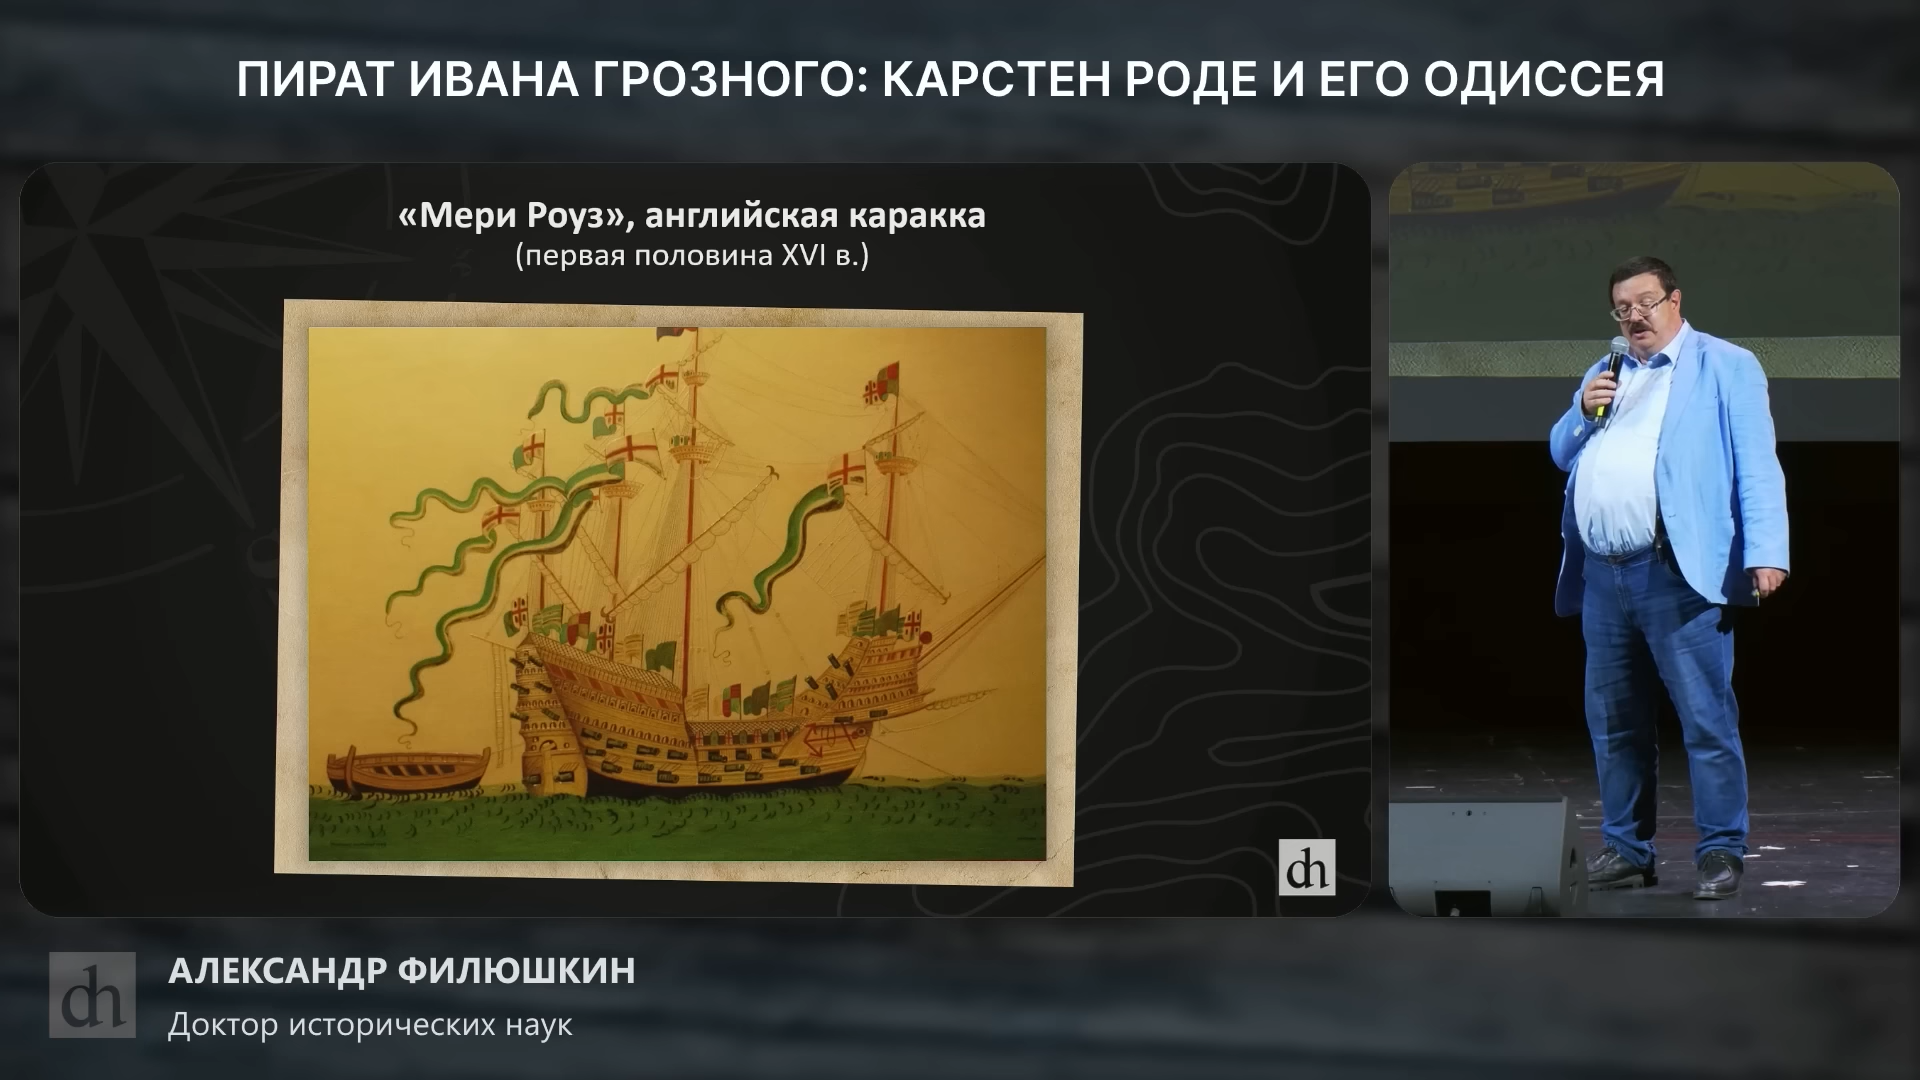 ПИРАТ ИВАНА ГРОЗНОГО: КАРСТЕН РОДЕ И ЕГО ОДИССЕЯ
«Мери Роуз», английская каракка
(первая половина XVI в.)
dh
dh
АЛЕКСАНДР ФИЛЮШКИН
Доктор исторических наук